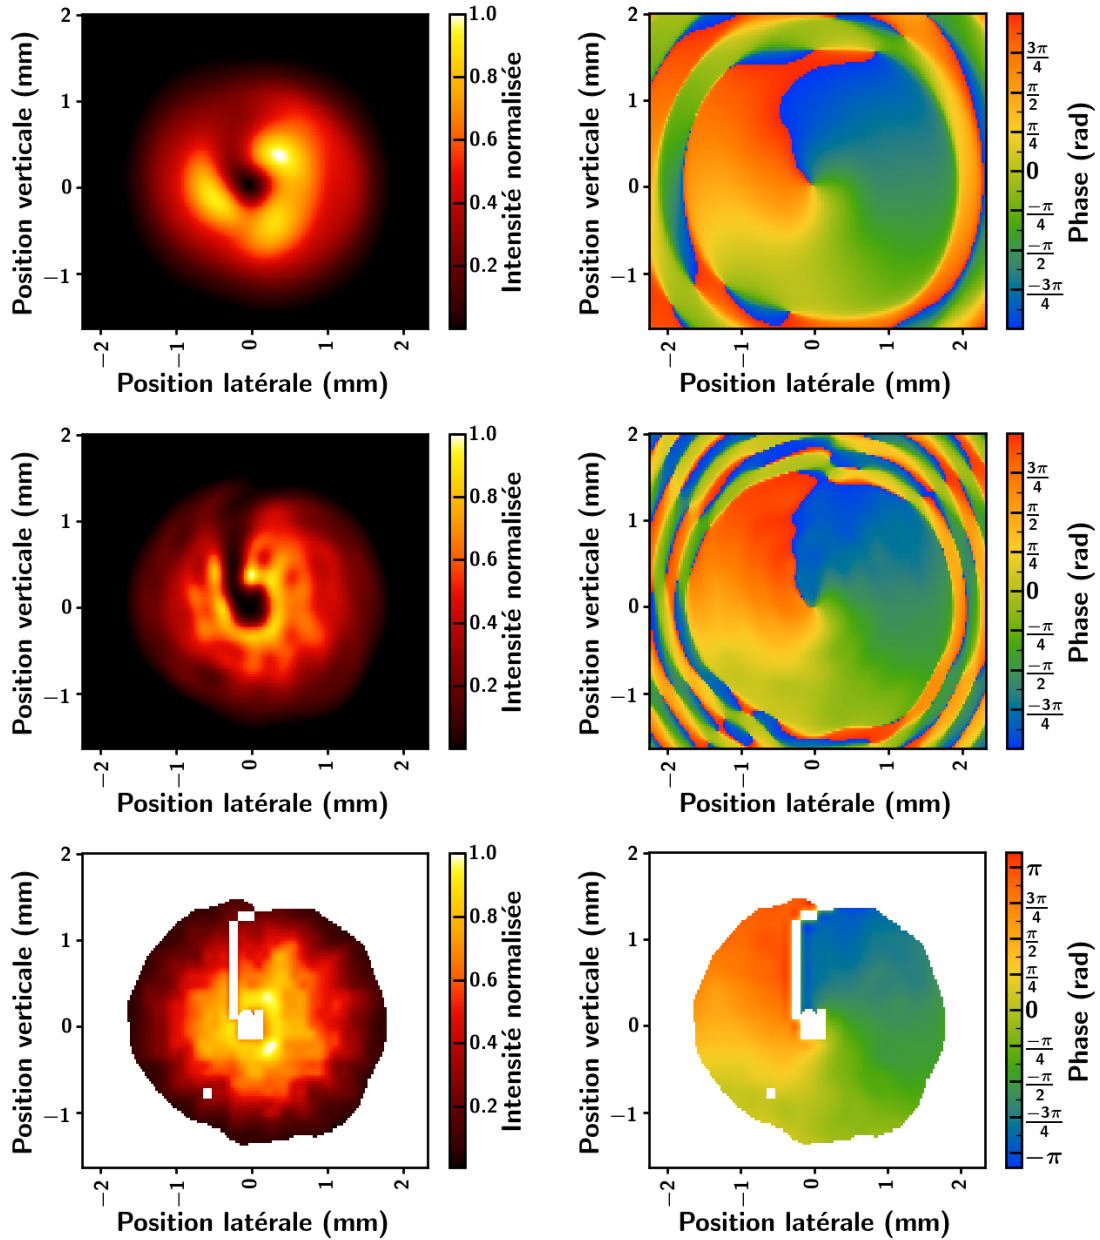 2
1
0
−1
Position verticale (mm)
−2
−1
0
1
2
Position latérale (mm)
1.0
0.8
0.6
0.4
0.2
Intensité normalisée
2
1
0
−1
Position verticale (mm)
−2
−1
0
1
2
Position latérale (mm)
3π/4
π/2
π/4
0
−π/4
−π/2
−3π/4
Phase (rad)
2
1
0
−1
Position verticale (mm)
−2
−1
0
1
2
Position latérale (mm)
1.0
0.8
0.6
0.4
0.2
Intensité normalisée
2
1
0
−1
Position verticale (mm)
−2
−1
0
1
2
Position latérale (mm)
3π/4
π/2
π/4
0
−π/4
−π/2
−3π/4
Phase (rad)
2
1
0
−1
Position verticale (mm)
−2
−1
0
1
2
Position latérale (mm)
1.0
0.8
0.6
0.4
0.2
Intensité normalisée
2
1
0
−1
Position verticale (mm)
−2
−1
0
1
2
Position latérale (mm)
π
3π/4
π/2
π/4
0
−π/4
−π/2
−3π/4
−π
Phase (rad)